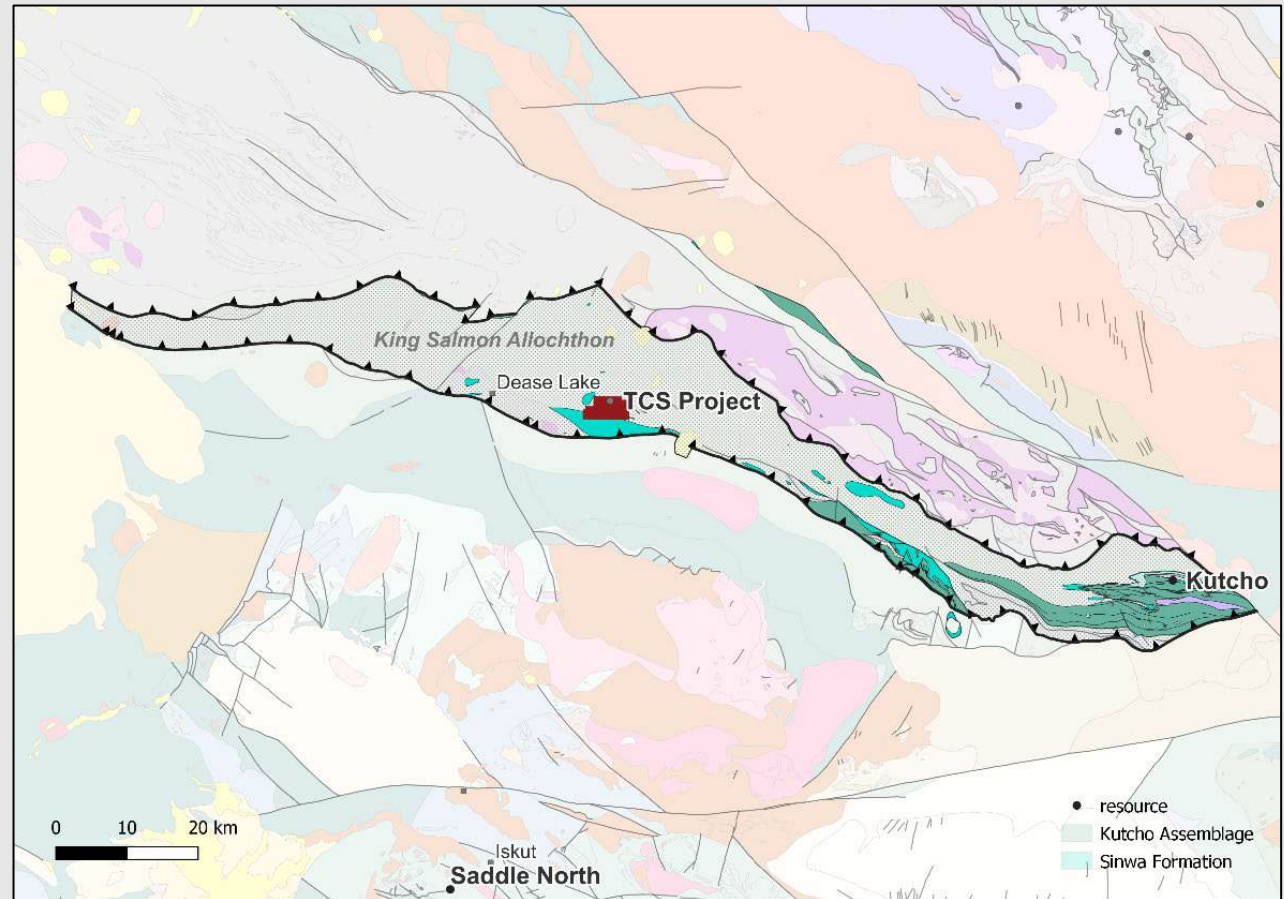 King Salmon Allochthon
Dease Lake
TCS Project
Kutcho
0 10 20 km
Iskut
Saddle North
resource
Kutcho Assemblage
Sinwa Formation